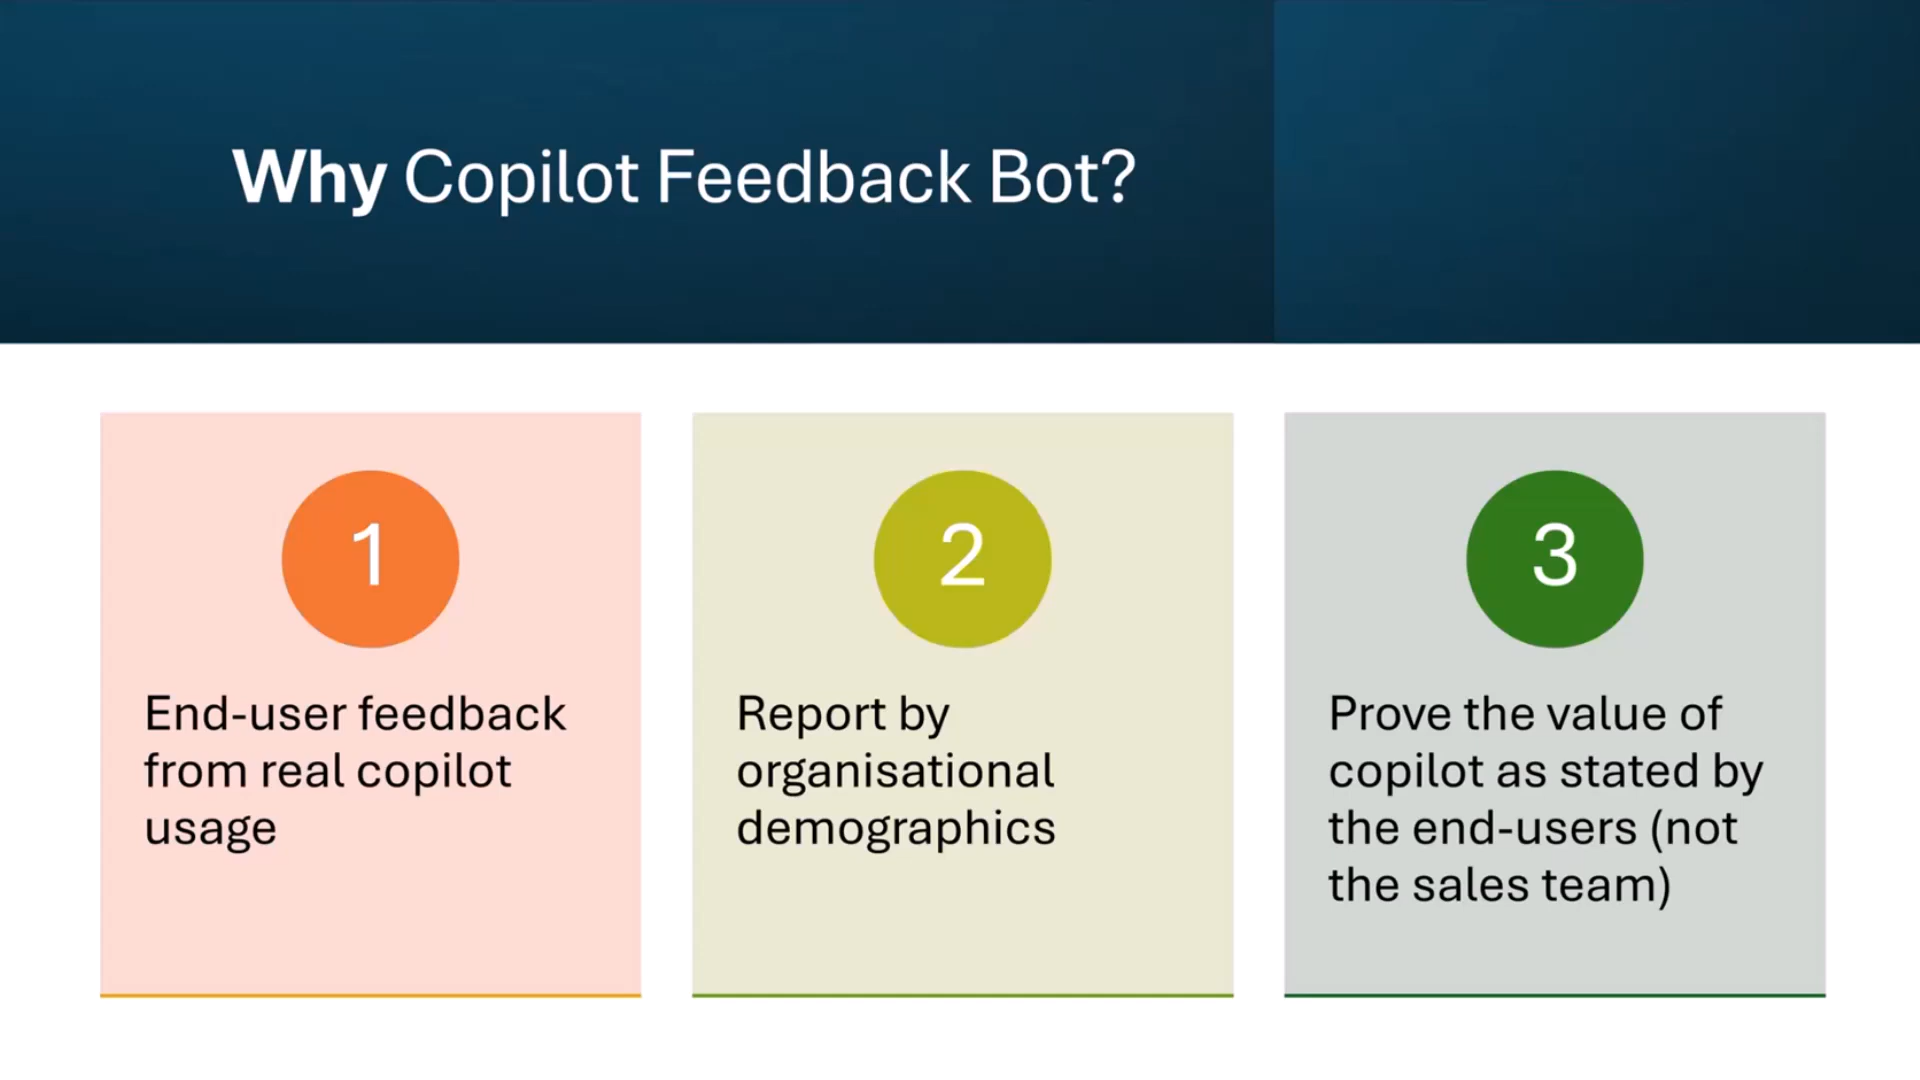 Why Copilot Feedback Bot?
1
End-user feedback
from real copilot
usage
2
Report by
organisational
demographics
3
Prove the value of
copilot as stated by
the end-users (not
the sales team)